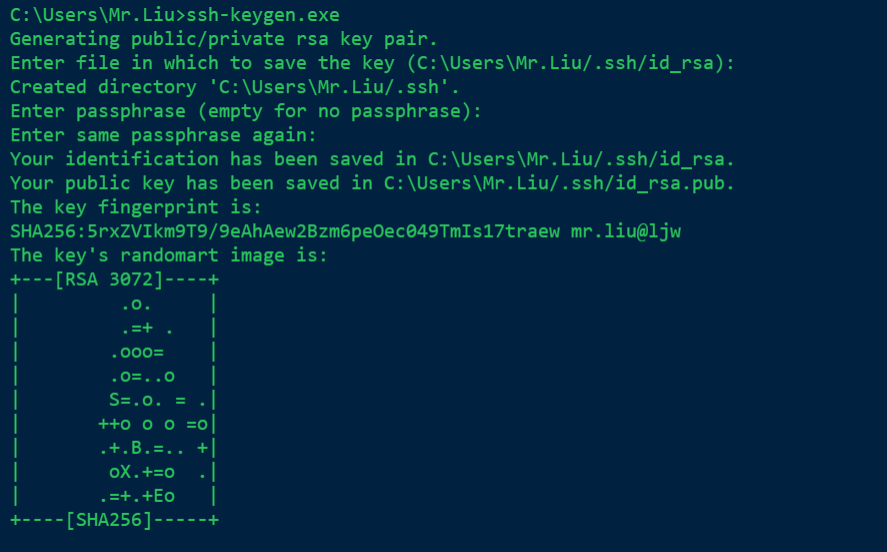 C:\Users\Mr.Liu>ssh-keygen.exe
Generating public/private rsa key pair.
Enter file in which to save the key (C:\Users\Mr.Liu/.ssh/id_rsa):
Created directory 'C:\Users\Mr.Liu/.ssh'.
Enter passphrase (empty for no passphrase):
Enter same passphrase again:
Your identification has been saved in C:\Users\Mr.Liu/.ssh/id_rsa.
Your public key has been saved in C:\Users\Mr.Liu/.ssh/id_rsa.pub.
The key fingerprint is:
SHA256:5rxZVIkm9T9/9eAhAew2Bzm6peOec049TmIs17traew mr.liu@ljw
The key's randomart image is:
+---[RSA 3072]----+
|         .o.     |
|         .=+ .   |
|        .ooo=    |
|        .o=..o   |
|        S=.o. = .|
|       ++o o o =o|
|       .+.B.=.. +|
|        oX.+=o  .|
|       .=+.+Eo   |
+----[SHA256]-----+